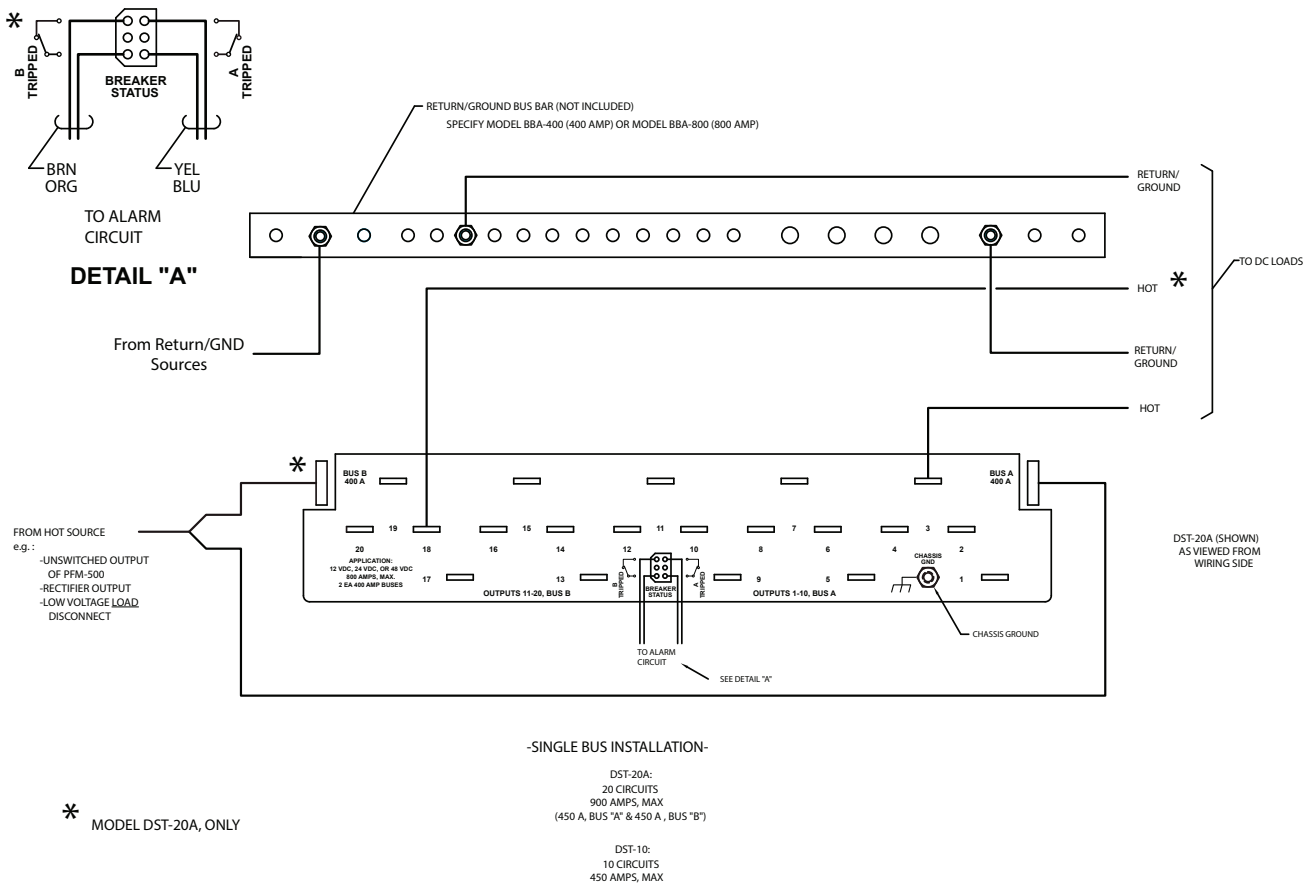 *
B
TRIPPED
BREAKER
STATUS
A
TRIPPED
BRN
ORG
YEL
BLU
TO ALARM
CIRCUIT
DETAIL "A"
RETURN/GROUND BUS BAR (NOT INCLUDED)
SPECIFY MODEL BBA-400 (400 AMP) OR MODEL BBA-800 (800 AMP)
RETURN/
GROUND
HOT *
TO DC LOADS
RETURN/
GROUND
HOT
From Return/GND
Sources
*
BUS B
400 A
BUS A
400 A
19
15
11
7
3
20
18
16
14
12
10
8
6
4
2
APPLICATION:
12 VDC, 24 VDC, OR 48 VDC
800 AMPS, MAX.
2 EA 400 AMP BUSES
17
13
9
5
1
B
TRIPPED
BREAKER
STATUS
A
TRIPPED
CHASSIS
GND
OUTPUTS 11-20, BUS B
OUTPUTS 1-10, BUS A
FROM HOT SOURCE
e.g. :
-UNSWITCHED OUTPUT
OF PFM-500
-RECTIFIER OUTPUT
-LOW VOLTAGE LOAD
DISCONNECT
DST-20A (SHOWN)
AS VIEWED FROM
WIRING SIDE
CHASSIS GROUND
TO ALARM
CIRCUIT
SEE DETAIL "A"
-SINGLE BUS INSTALLATION-
DST-20A:
20 CIRCUITS
900 AMPS, MAX
(450 A, BUS "A" & 450 A , BUS "B")
* MODEL DST-20A, ONLY
DST-10:
10 CIRCUITS
450 AMPS, MAX